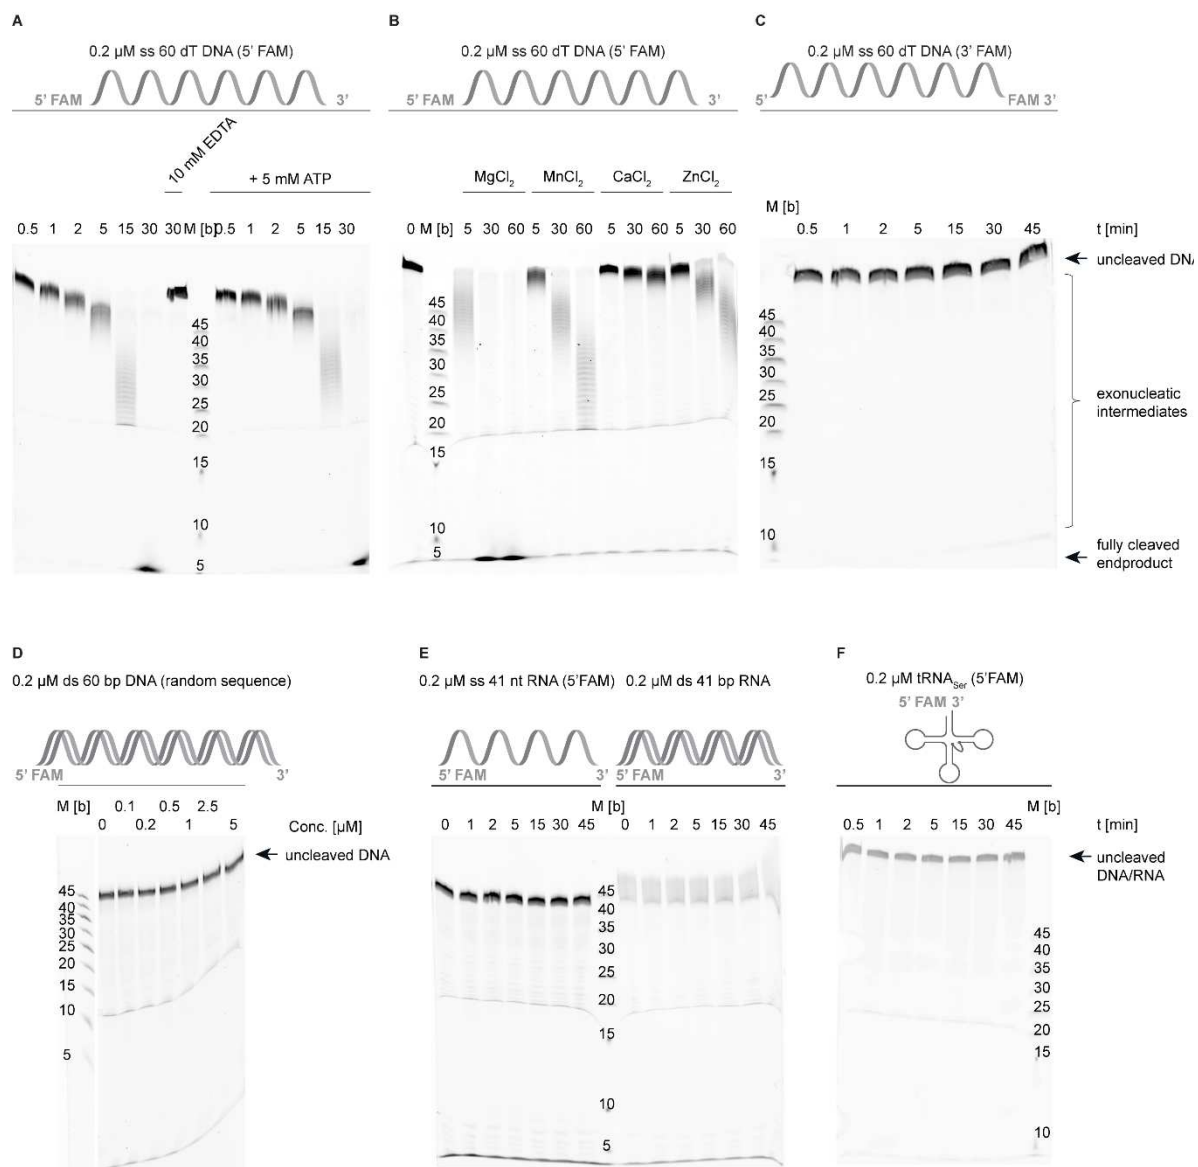 A
0.2 µM ss 60 dT DNA (5' FAM)
5' FAM 3'
10 mM EDTA
+ 5 mM ATP
0.5 1 2 5 15 30 30 M [b] 0.5 1 2 5 15 30
45
40
35
30
25
20
15
10
5
B
0.2 µM ss 60 dT DNA (5' FAM)
5' FAM 3'
MgCl2 MnCl2 CaCl2 ZnCl2
0 M [b] 5 30 60 5 30 60 5 30 60 5 30 60
45
40
35
30
25
20
15
10
5
C
0.2 µM ss 60 dT DNA (3' FAM)
5' FAM 3'
M [b]
0.5 1 2 5 15 30 45 t [min]
45
40
35
30
25
20
15
10
uncleaved DNA
exonucleatic
intermediates
fully cleaved
endproduct
D
0.2 µM ds 60 bp DNA (random sequence)
5' FAM 3'
M [b] 0.1 0.5 2.5
0 0.2 1 5 Conc. [µM]
uncleaved DNA
45
40
35
30
25
20
15
10
5
E
0.2 µM ss 41 nt RNA (5'FAM) 0.2 µM ds 41 bp RNA
5' FAM 3' 5' FAM 3'
M [b]
0 1 2 5 15 30 45 0 1 2 5 15 30 45
45
40
35
30
25
20
15
10
5
F
0.2 µM tRNASer (5'FAM)
5' FAM 3'
M [b]
0.5 1 2 5 15 30 45 t [min]
uncleaved
DNA/RNA
45
40
35
30
25
20
15
10